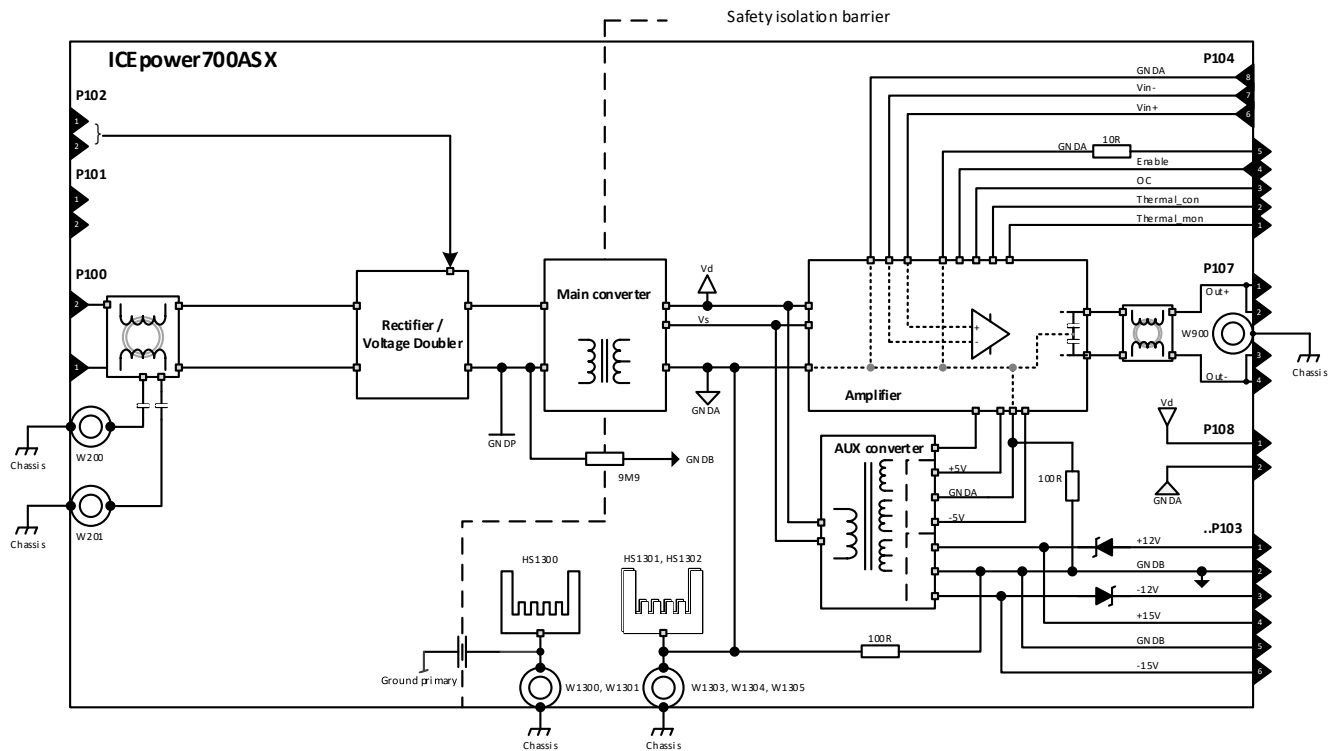 Safety isolation barrier
ICEpower700ASX
P104
GNDA
8
Vin-
7
Vin+
6
P102
1
2
GNDA
10R
5
Enable
4
OC
3
Thermal_con
2
Thermal_mon
1
P101
1
2
P100
2
1
Rectifier /
Voltage Doubler
Main converter
Vd
Vs
GNDA
GNDP
9M9
GNDB
+
-
Amplifier
P107
Out+
1
2
W900
3
Out-
4
Chassis
W200
Chassis
W201
Chassis
Vd
P108
1
2
GNDA
AUX converter
+5V
GNDA
-5V
100R
..P103
+12V
1
GNDB
2
-12V
3
+15V
4
GNDB
5
-15V
6
HS1300
HS1301, HS1302
100R
Ground primary
W1300, W1301
W1303, W1304, W1305
Chassis
Chassis